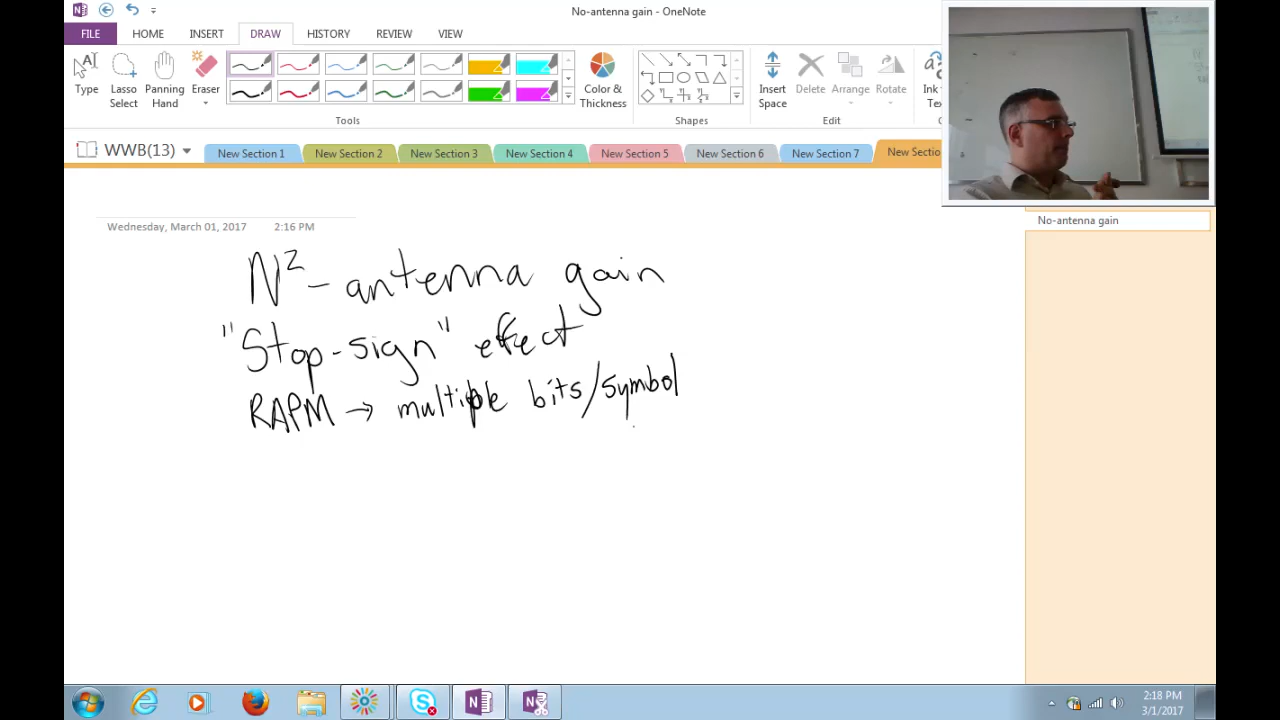 No-antenna gain - OneNote
FILE HOME INSERT DRAW HISTORY REVIEW VIEW
Type
Lasso Select
Panning Hand
Eraser
Color & Thickness
Insert Space
Delete
Arrange
Rotate
Ink to
Tools
Shapes
Edit
WWB(13) New Section 1 New Section 2 New Section 3 New Section 4 New Section 5 New Section 6 New Section 7 New Sectio
No-antenna gain
Wednesday, March 01, 2017 2:16 PM
N² - antenna gain
"Stop-sign" effect
RAPM → multiple bits/symbol
2:18 PM
3/1/2017